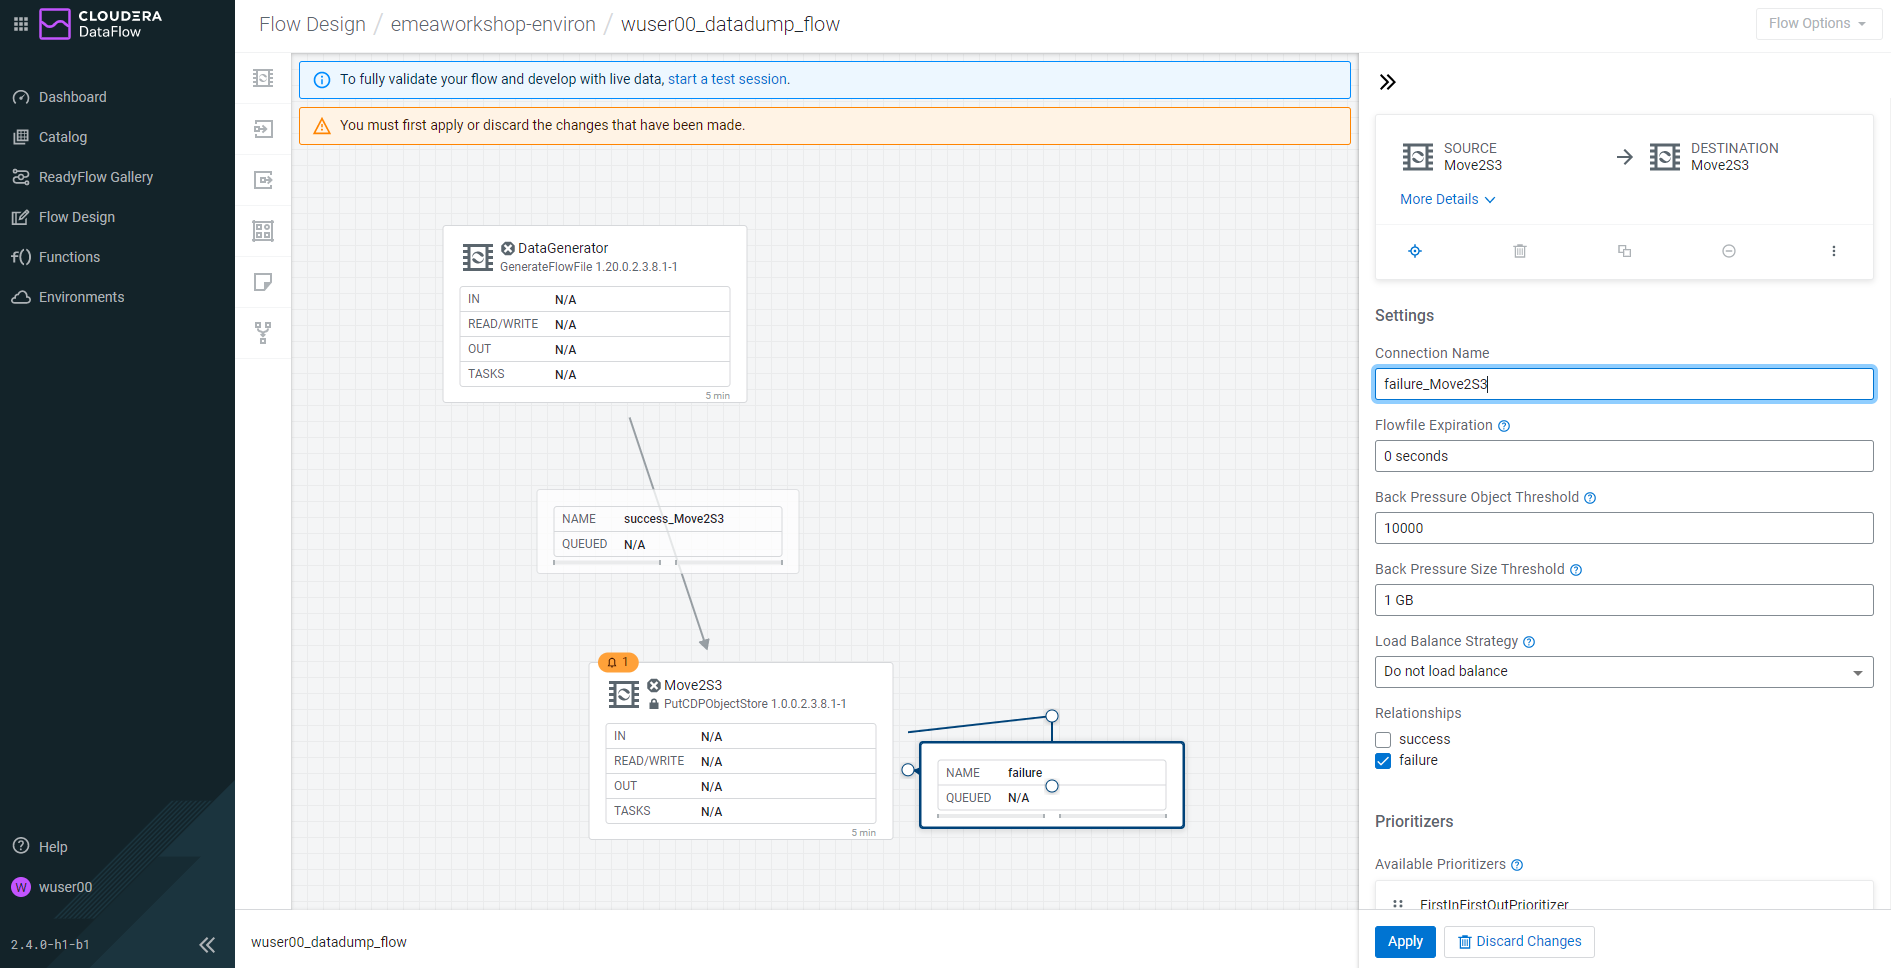 CLOUDERA
DataFlow
Dashboard
Catalog
ReadyFlow Gallery
Flow Design
f() Functions
Environments
Help
W wuser00
2.4.0-h1-b1
Flow Design / emeaworkshop-environ / wuser00_datadump_flow
Flow Options
To fully validate your flow and develop with live data, start a test session.
You must first apply or discard the changes that have been made.
DataGenerator
GenerateFlowFile 1.20.0.2.3.8.1-1
IN N/A
READ/WRITE N/A
OUT N/A
TASKS N/A
5 min
NAME success_Move2S3
QUEUED N/A
1
Move2S3
PutCDPObjectStore 1.0.0.2.3.8.1-1
IN N/A
READ/WRITE N/A
OUT N/A
TASKS N/A
5 min
NAME failure
QUEUED N/A
wuser00_datadump_flow
SOURCE
Move2S3
DESTINATION
Move2S3
More Details
Settings
Connection Name
failure_Move2S3
Flowfile Expiration
0 seconds
Back Pressure Object Threshold
10000
Back Pressure Size Threshold
1 GB
Load Balance Strategy
Do not load balance
Relationships
success
failure
Prioritizers
Available Prioritizers
FirstInFirstOutPrioritizer
Apply
Discard Changes